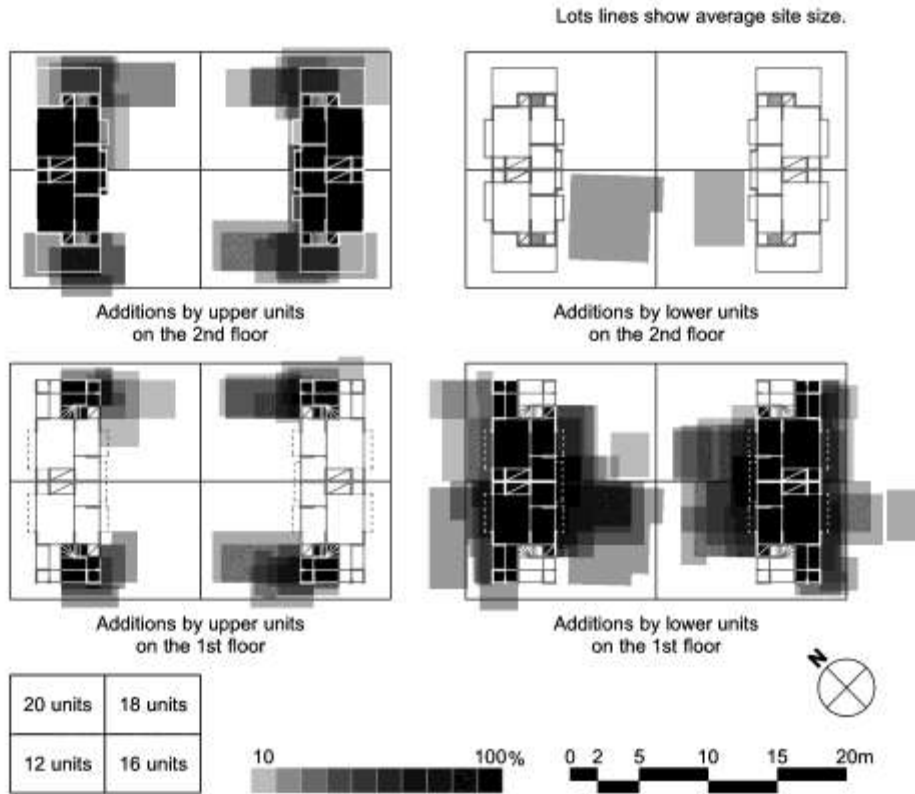 Lots lines show average site size.
Additions by upper units
on the 2nd floor
Additions by lower units
on the 2nd floor
Additions by upper units
on the 1st floor
Additions by lower units
on the 1st floor
N
20 units 18 units
12 units 16 units
10 100%
0 2 5 10 15 20m